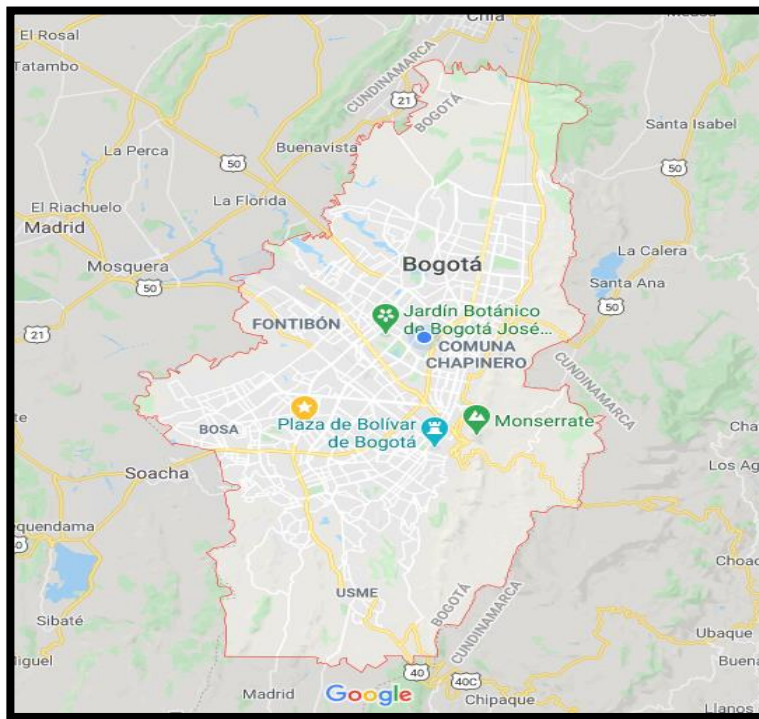 Chía
El Rosal
Tatambo
CUNDINAMARCA
21
BOGOTÁ
Santa Isabel
La Perca
Buenavista
50
50
El Riachuelo
La Florida
Madrid
La Calera
Mosquera
Bogotá
Santa Ana
50
50
Jardín Botánico
de Bogotá José...
FONTIBÓN
21
COMUNA
CHAPINERO
CUNDINAMARCA
BOSA
Plaza de Bolívar
de Bogotá
Monserrate
Cha
Soacha
Los Ag
equendama
40
Choac
USME
BOGOTÁ
CUNDINAMARCA
Sibaté
Ubaque
iguel
Buena
40
40C
Madrid
Google
Chipaque
Llanos